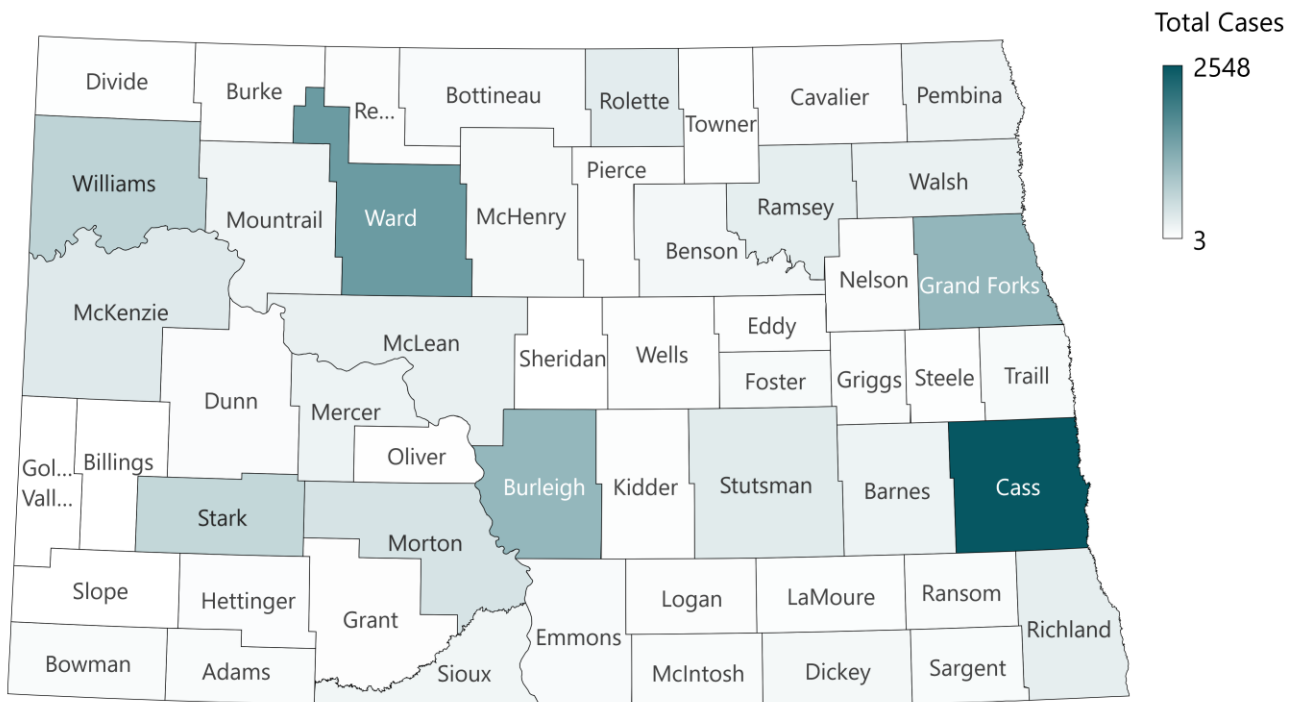 Total Cases
2548
3
Divide
Burke
Re...
Bottineau
Rolette
Towner
Cavalier
Pembina
Williams
Mountrail
Ward
McHenry
Pierce
Benson
Ramsey
Walsh
Nelson
Grand Forks
McKenzie
McLean
Sheridan
Wells
Eddy
Foster
Griggs
Steele
Traill
Dunn
Mercer
Oliver
Gol...
Vall...
Billings
Stark
Morton
Burleigh
Kidder
Stutsman
Barnes
Cass
Slope
Hettinger
Grant
Emmons
Logan
LaMoure
Ransom
Richland
Bowman
Adams
Sioux
McIntosh
Dickey
Sargent